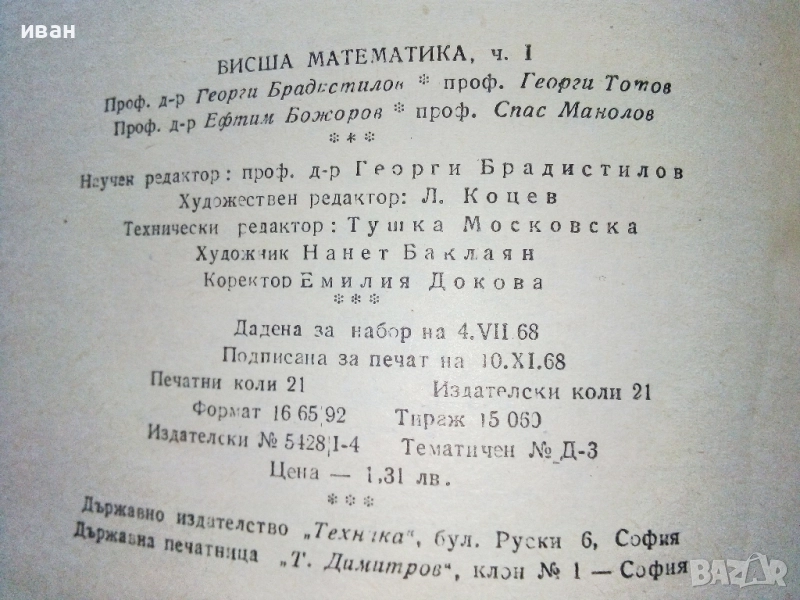 иван
ВИСША МАТЕМАТИКА, ч. I
Проф. д-р Георги Брадистилов * проф. Георги Тотов
Проф. д-р Ефтим Божоров * проф. Спас Манолов
* * *
Научен редактор: проф. д-р Георги Брадистилов
Художествен редактор: Л. Коцев
Технически редактор: Тушка Московска
Художник Нанет Баклаян
Коректор Емилия Докова
* * *
Дадена за набор на 4.VII.68
Подписана за печат на 10.XI.68
Печатни коли 21 Издателски коли 21
Формат 16 65/92 Тираж 15 060
Издателски № 5428/I-4 Тематичен № Д-3
Цена — 1,31 лв.
* * *
Държавно издателство „Техника“, бул. Руски 6, София
Държавна печатница „Т. Димитров“, клон № 1 — София
BAZAR